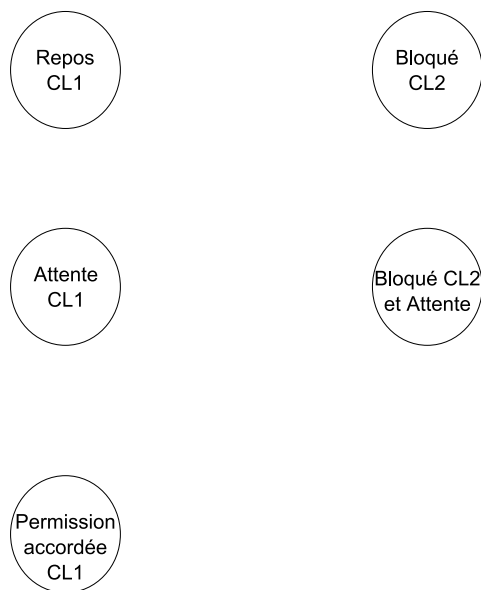 Repos
CL1
Bloqué
CL2
Attente
CL1
Bloqué CL2
et Attente
Permission
accordée
CL1